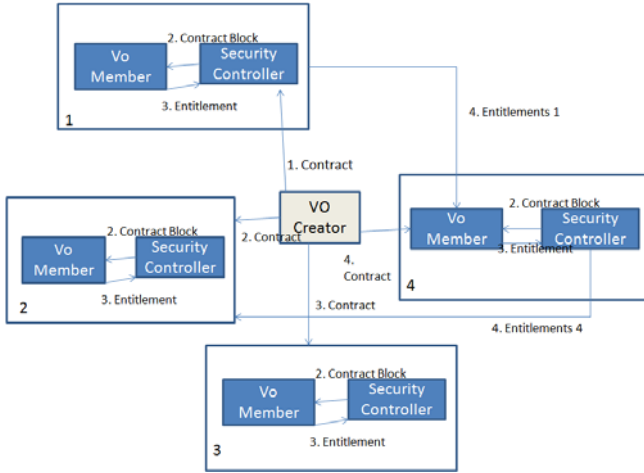 2. Contract Block
Vo
Member
Security
Controller
3. Entitlement
1
4. Entitlements 1
1. Contract
VO
Creator
2. Contract
4.
Contract
3. Contract
2. Contract Block
Vo
Member
Security
Controller
3. Entitlement
2
2. Contract Block
Vo
Member
Security
Controller
3. Entitlement
4
4. Entitlements 4
2. Contract Block
Vo
Member
Security
Controller
3. Entitlement
3